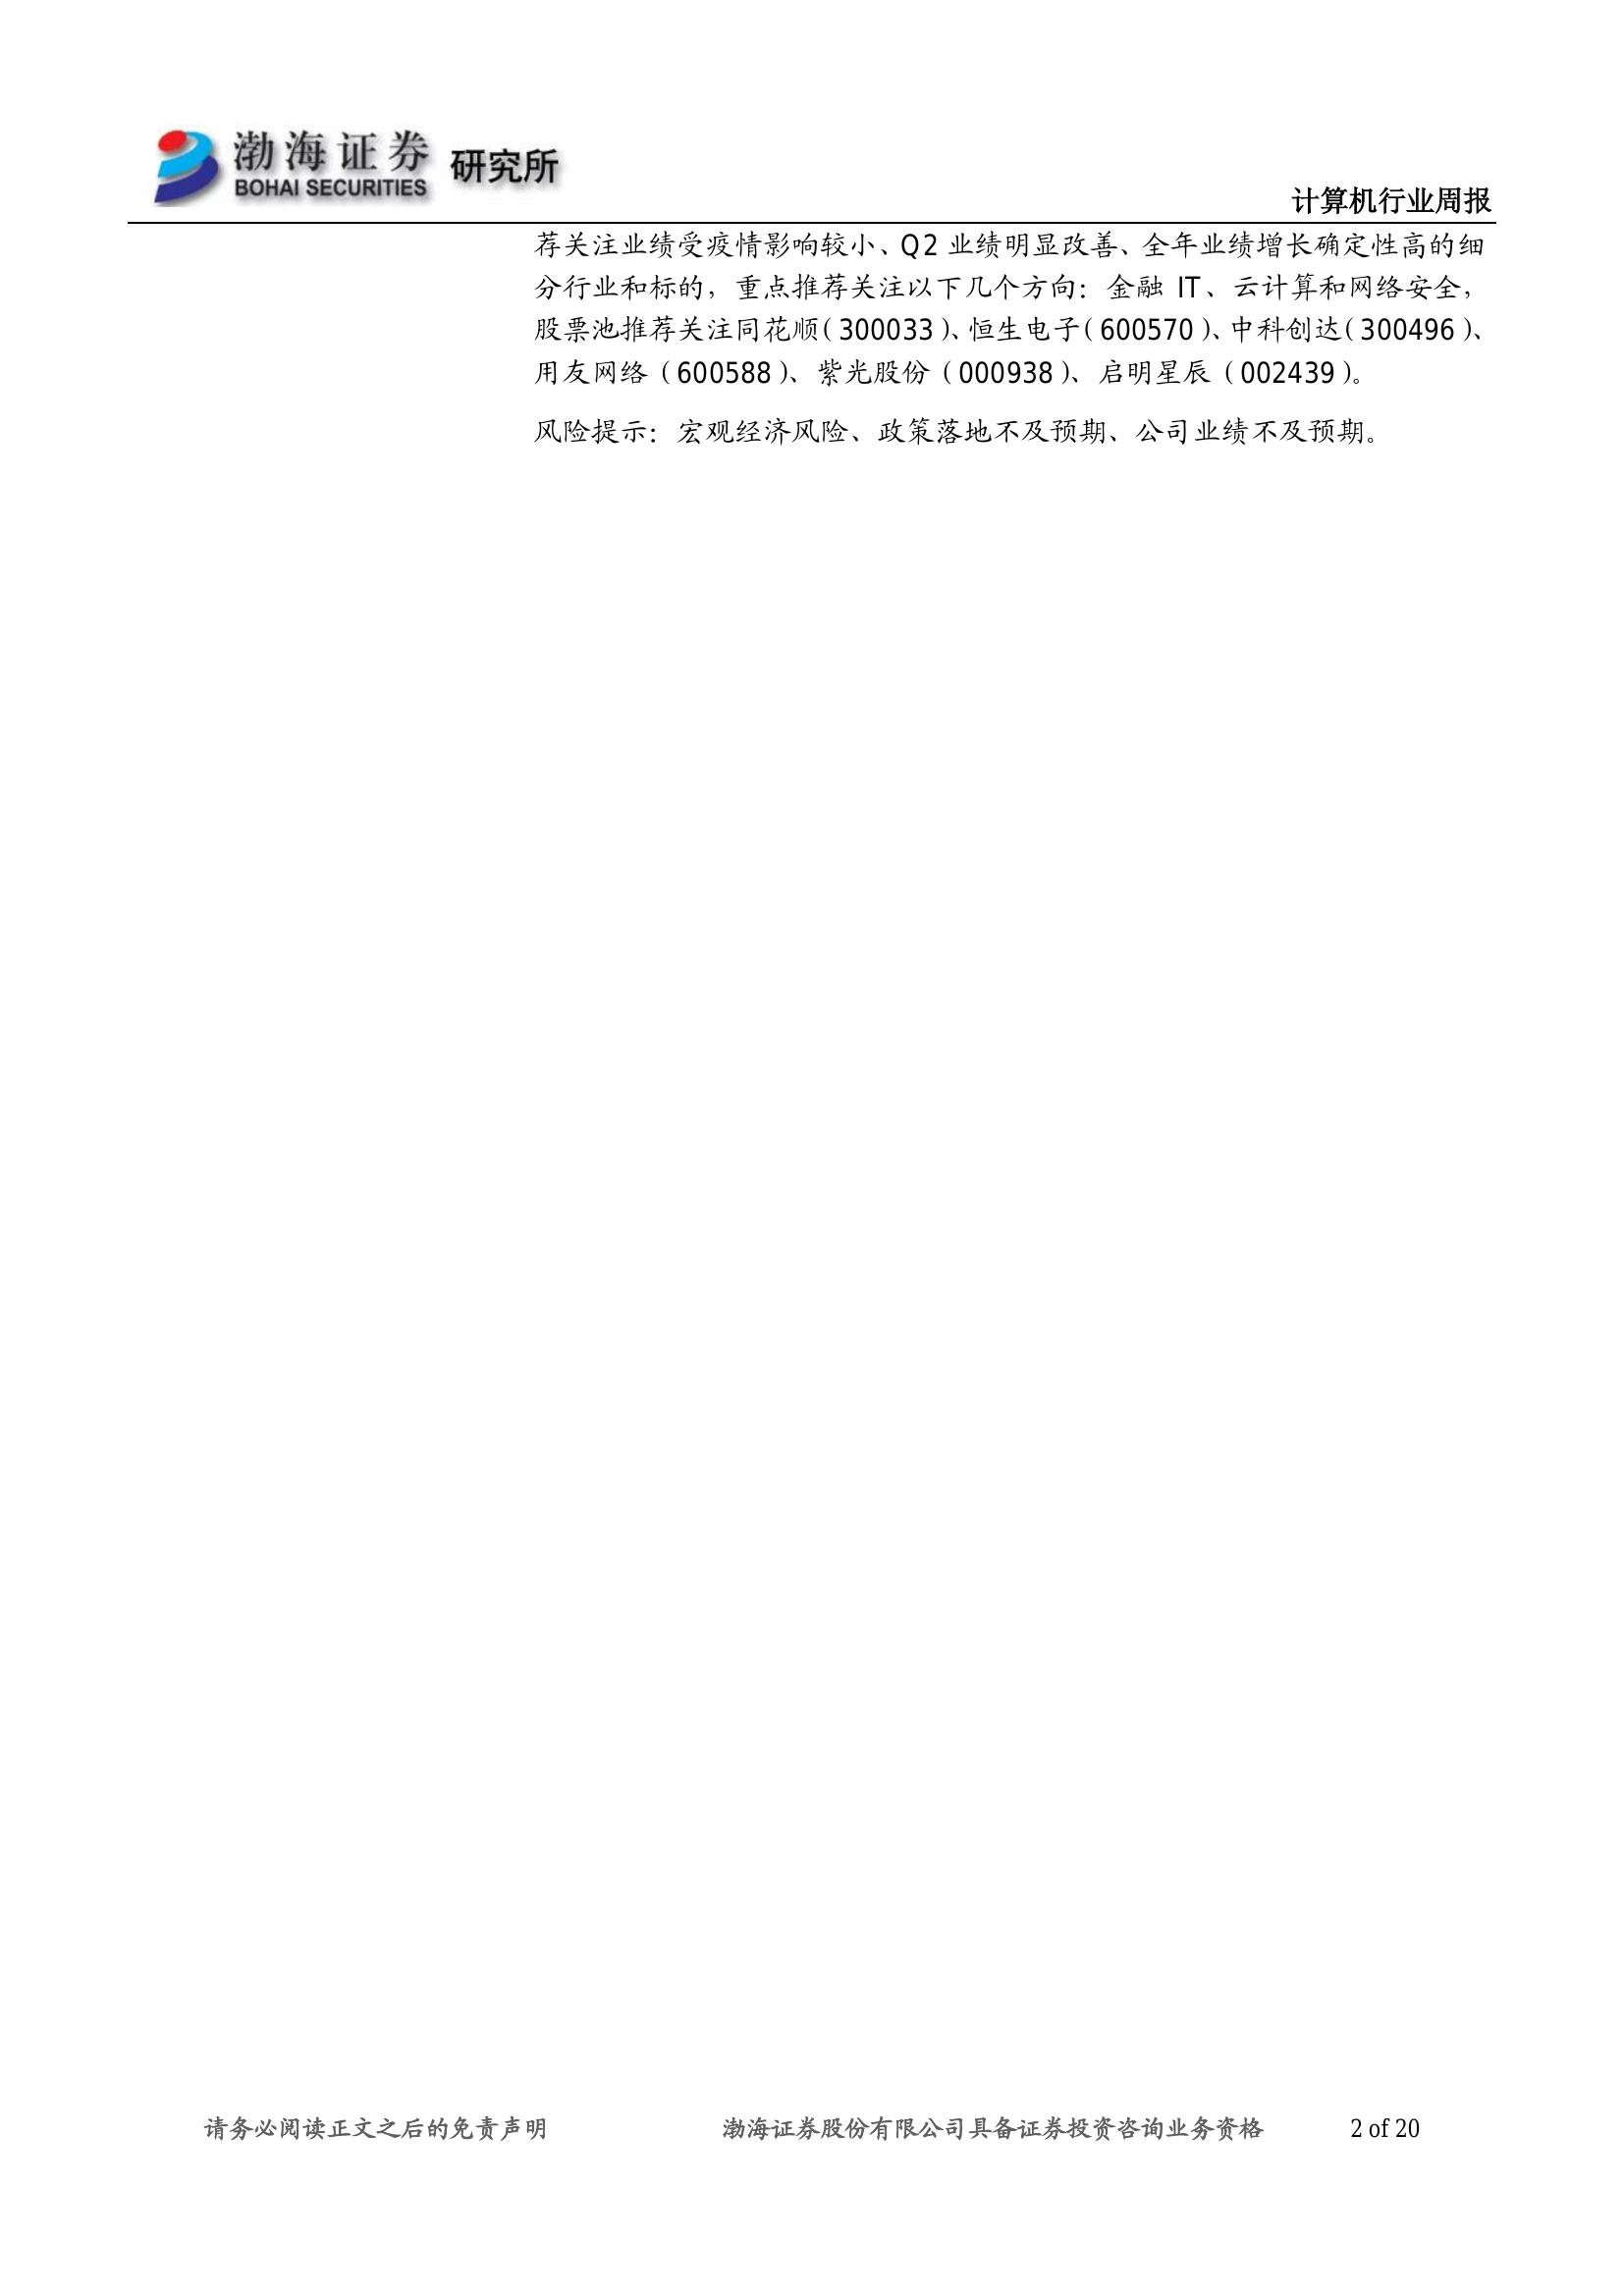 渤海证券 研究所
BOHAI SECURITIES
计算机行业周报
荐关注业绩受疫情影响较小、Q2 业绩明显改善、全年业绩增长确定性高的细
分行业和标的，重点推荐关注以下几个方向：金融 IT、云计算和网络安全，
股票池推荐关注同花顺（300033）、恒生电子（600570）、中科创达（300496）、
用友网络（600588）、紫光股份（000938）、启明星辰（002439）。
风险提示：宏观经济风险、政策落地不及预期、公司业绩不及预期。
请务必阅读正文之后的免责声明 渤海证券股份有限公司具备证券投资咨询业务资格 2 of 20